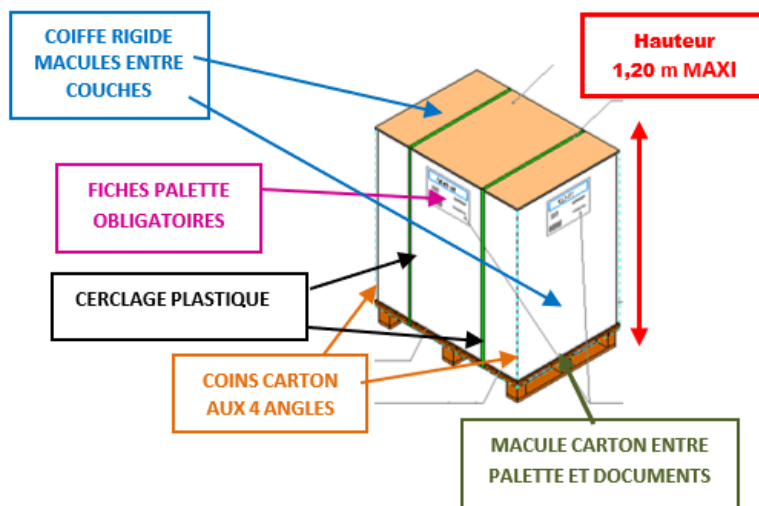 COIFFE RIGIDE
MACULES ENTRE
COUCHES
Hauteur
1,20 m MAXI
FICHES PALETTE
OBLIGATOIRES
CERCLAGE PLASTIQUE
COINS CARTON
AUX 4 ANGLES
MACULE CARTON ENTRE
PALETTE ET DOCUMENTS